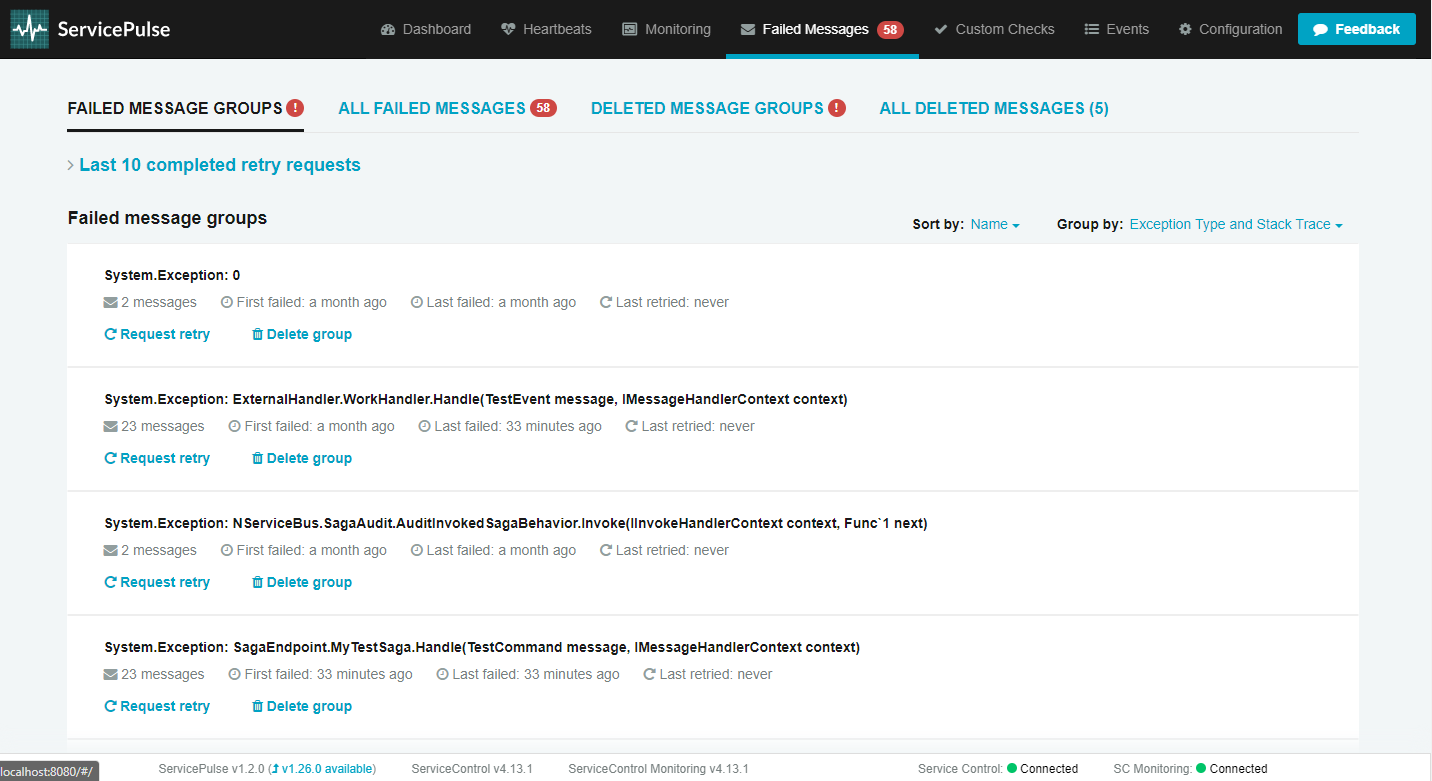 ServicePulse Dashboard Heartbeats Monitoring Failed Messages 58 Custom Checks Events Configuration Feedback
FAILED MESSAGE GROUPS ! ALL FAILED MESSAGES 58 DELETED MESSAGE GROUPS ! ALL DELETED MESSAGES (5)
> Last 10 completed retry requests
Failed message groups
Sort by: Name Group by: Exception Type and Stack Trace
System.Exception: 0
2 messages First failed: a month ago Last failed: a month ago Last retried: never
Request retry Delete group
System.Exception: ExternalHandler.WorkHandler.Handle(TestEvent message, IMessageHandlerContext context)
23 messages First failed: a month ago Last failed: 33 minutes ago Last retried: never
Request retry Delete group
System.Exception: NServiceBus.SagaAudit.AuditInvokedSagaBehavior.Invoke(IInvokeHandlerContext context, Func`1 next)
2 messages First failed: a month ago Last failed: a month ago Last retried: never
Request retry Delete group
System.Exception: SagaEndpoint.MyTestSaga.Handle(TestCommand message, IMessageHandlerContext context)
23 messages First failed: 33 minutes ago Last failed: 33 minutes ago Last retried: never
Request retry Delete group
localhost:8080/#/ ServicePulse v1.2.0 (v1.26.0 available) ServiceControl v4.13.1 ServiceControl Monitoring v4.13.1 Service Control: Connected SC Monitoring: Connected